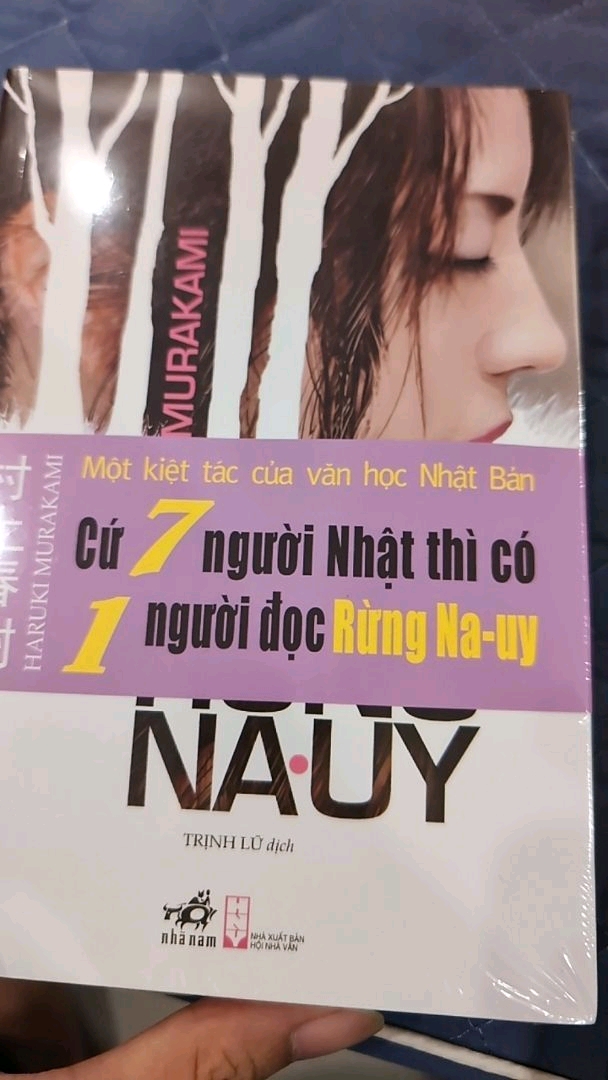 MURAKAMI
HARUKI MURAKAMI
Một kiệt tác của văn học Nhật Bản
Cứ 7 người Nhật thì có
1 người đọc Rừng Na-uy
NA•UY
TRỊNH LỮ dịch
nhã nam
NHÀ XUẤT BẢN
HỘI NHÀ VĂN